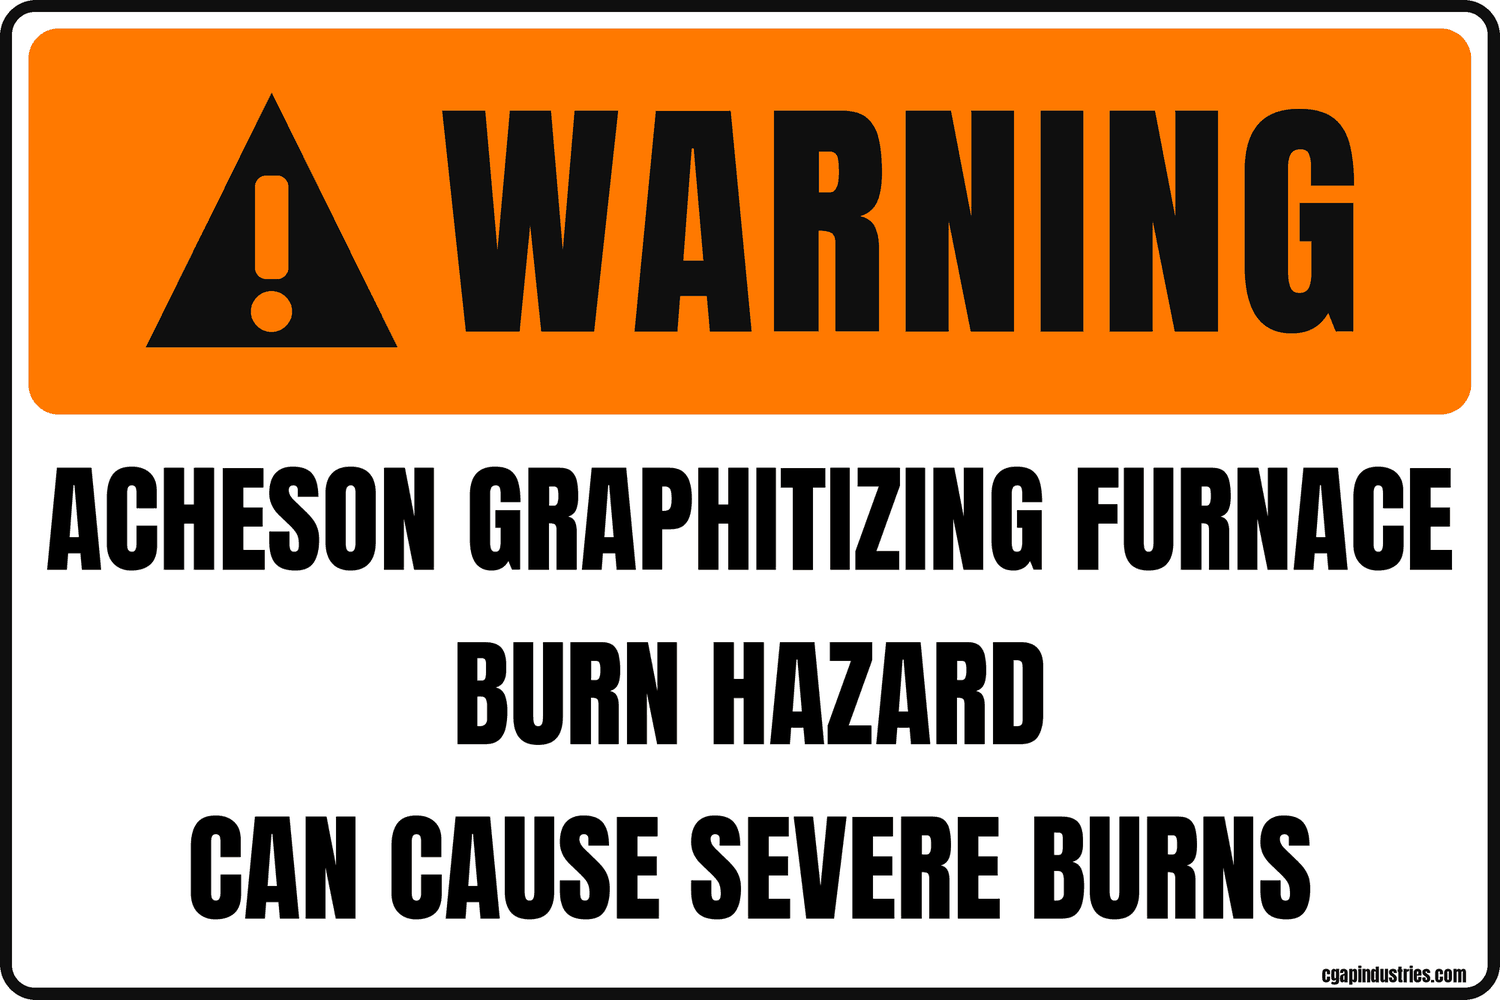 WARNING
ACHESON GRAPHITIZING FURNACE
BURN HAZARD
CAN CAUSE SEVERE BURNS
cgapindustries.com